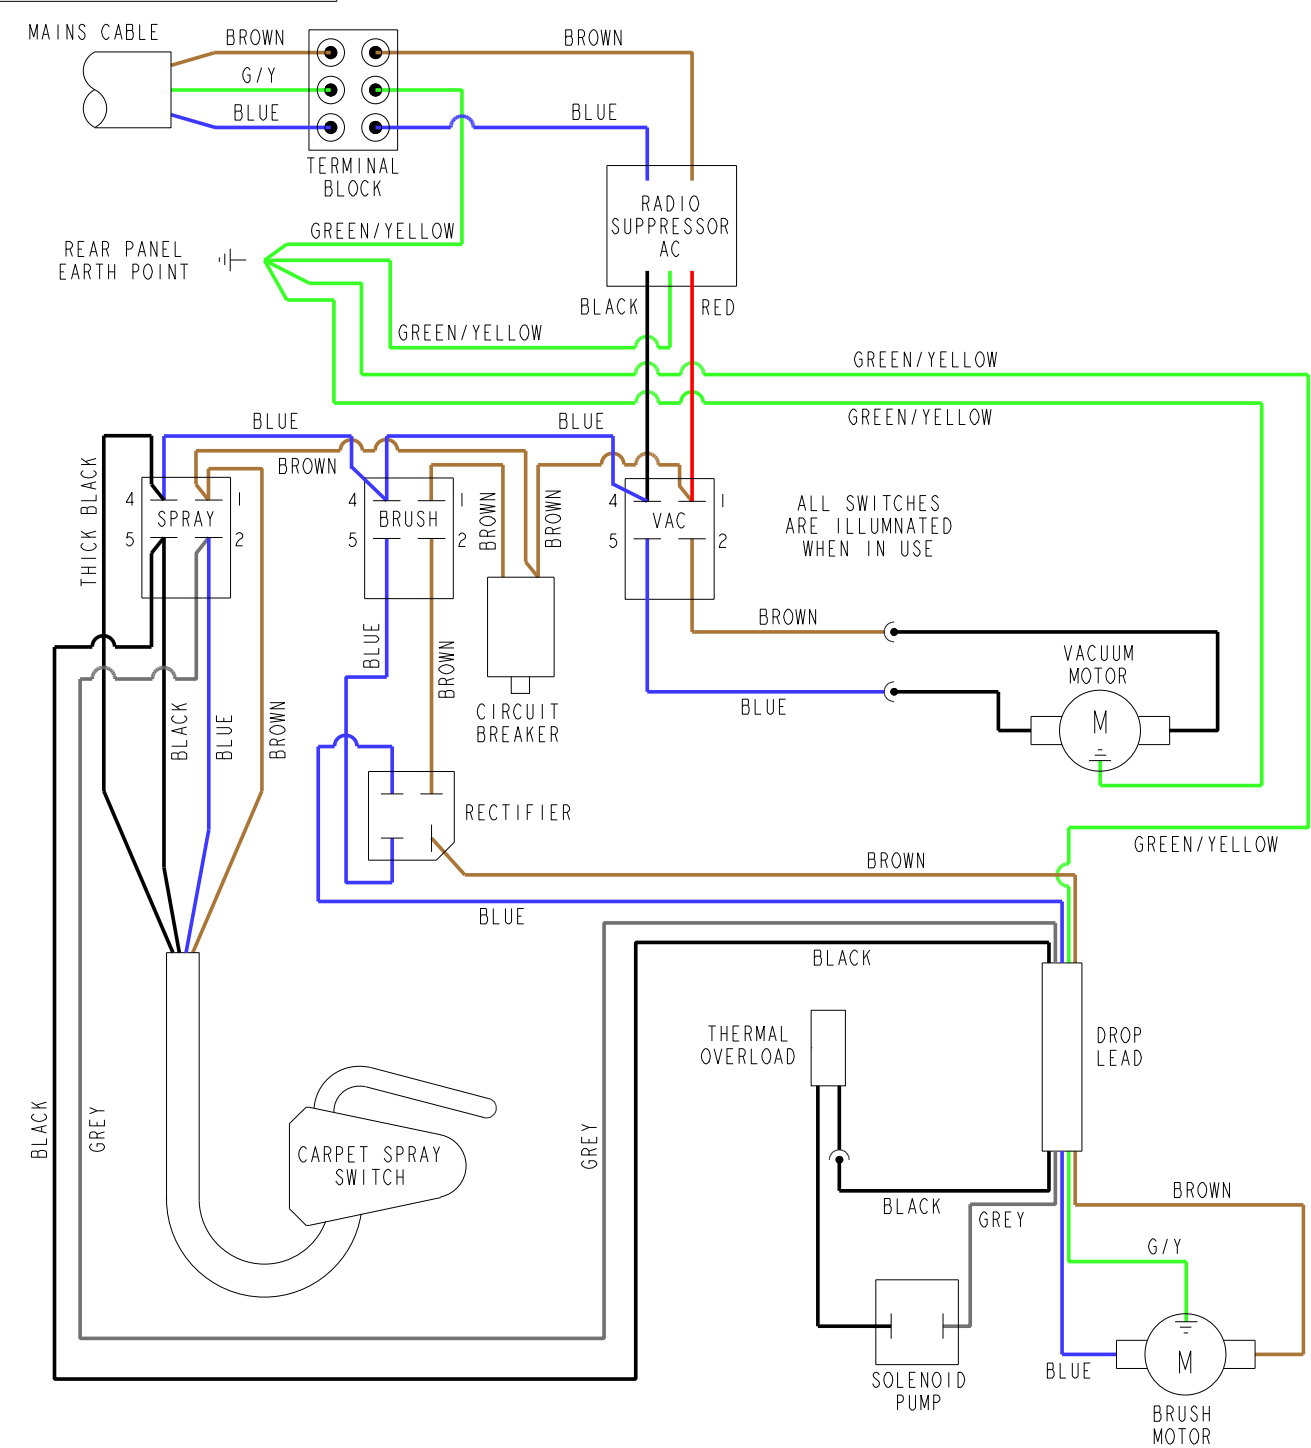 MAINS CABLE
BROWN
BROWN
G/Y
BLUE
BLUE
TERMINAL
BLOCK
RADIO
SUPPRESSOR
AC
GREEN/YELLOW
REAR PANEL
EARTH POINT
BLACK
RED
GREEN/YELLOW
GREEN/YELLOW
GREEN/YELLOW
BLUE
BLUE
BROWN
THICK BLACK
4
1
SPRAY
5
2
4
1
BRUSH
5
2
BROWN
BROWN
4
1
VAC
5
2
ALL SWITCHES
ARE ILLUMNATED
WHEN IN USE
BROWN
BLUE
BROWN
VACUUM
MOTOR
M
BLUE
CIRCUIT
BREAKER
BLACK
BLUE
BROWN
RECTIFIER
GREEN/YELLOW
BROWN
BLUE
BLACK
THERMAL
OVERLOAD
DROP
LEAD
BLACK
GREY
GREY
CARPET SPRAY
SWITCH
BLACK
GREY
BROWN
G/Y
BLUE
M
SOLENOID
PUMP
BRUSH
MOTOR